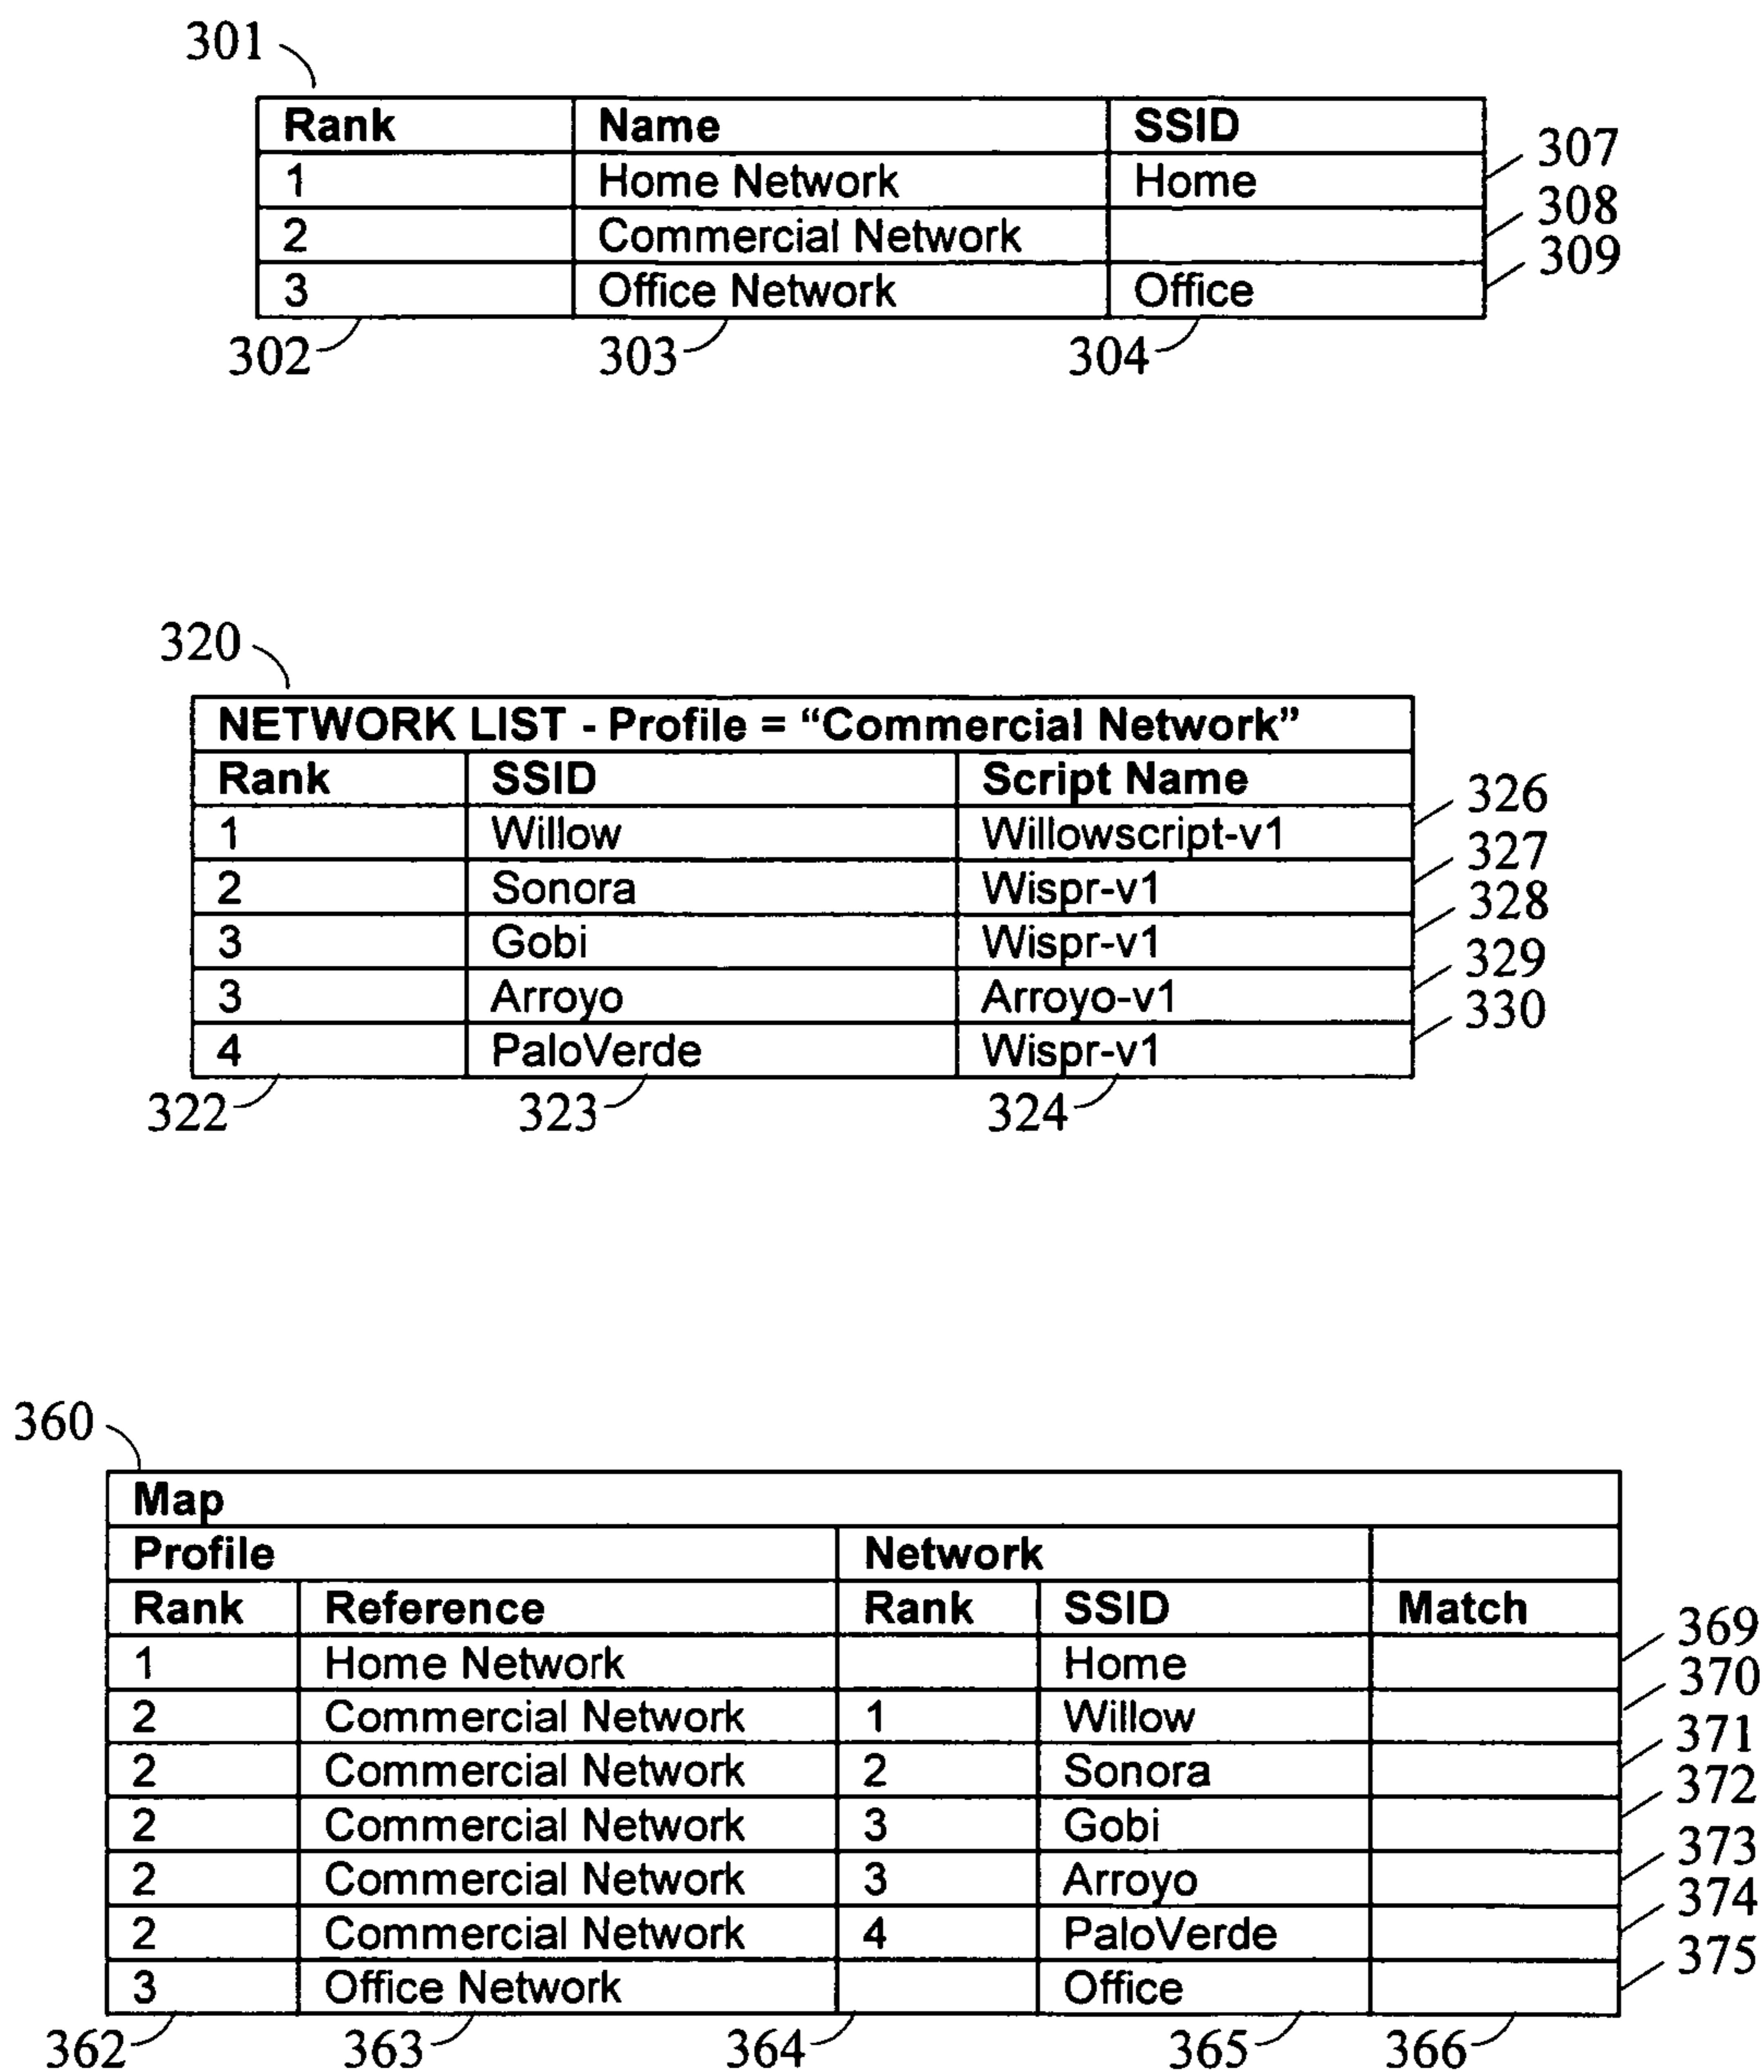 301
Rank Name SSID
1 Home Network Home 307
2 Commercial Network 308
3 Office Network Office 309
302 303 304
320
NETWORK LIST - Profile = “Commercial Network”
Rank SSID Script Name
1 Willow Willowscript-v1 326
2 Sonora Wispr-v1 327
3 Gobi Wispr-v1 328
3 Arroyo Arroyo-v1 329
4 PaloVerde Wispr-v1 330
322 323 324
360
Map
Profile Network
Rank Reference Rank SSID Match
1 Home Network Home 369
2 Commercial Network 1 Willow 370
2 Commercial Network 2 Sonora 371
2 Commercial Network 3 Gobi 372
2 Commercial Network 3 Arroyo 373
2 Commercial Network 4 PaloVerde 374
3 Office Network Office 375
362 363 364 365 366